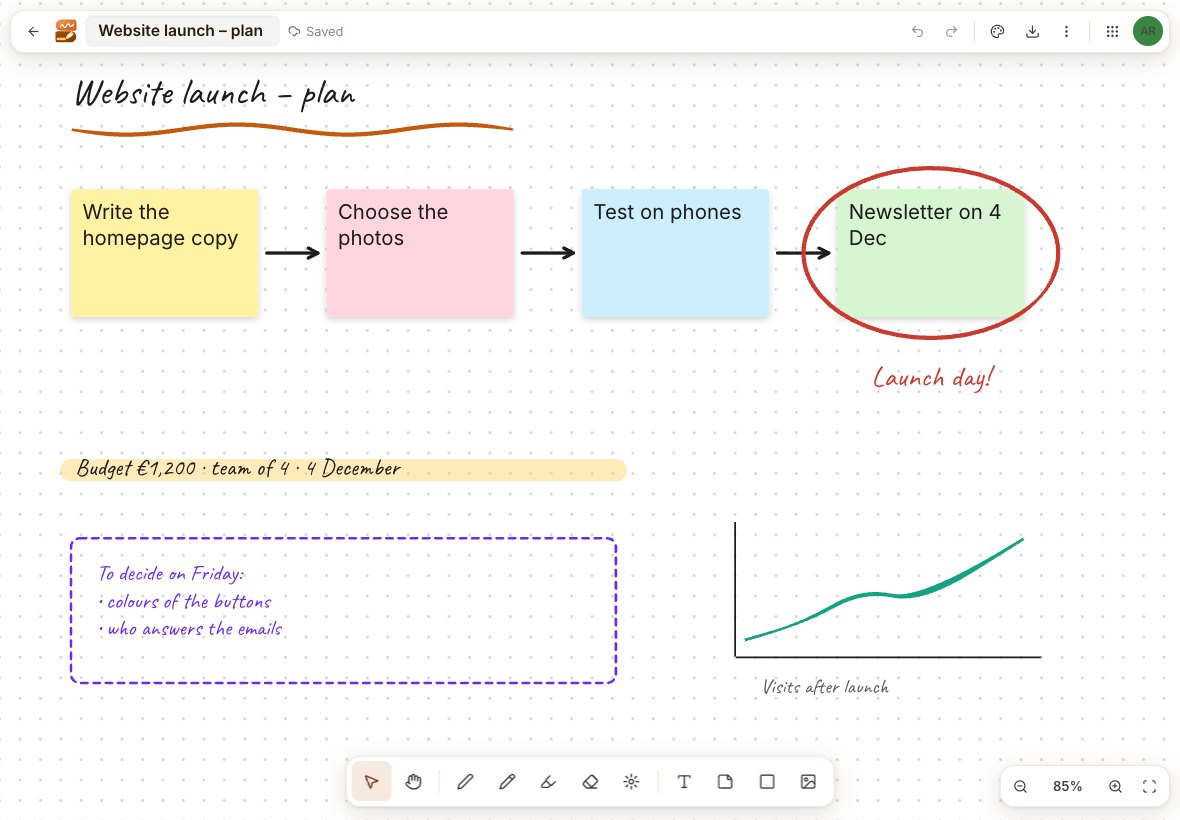 Website launch – plan
Saved
AR
Website launch – plan
Write the
homepage copy
Choose the
photos
Test on phones
Newsletter on 4
Dec
Launch day!
Budget €1,200 · team of 4 · 4 December
To decide on Friday:
· colours of the buttons
· who answers the emails
Visits after launch
T
85%